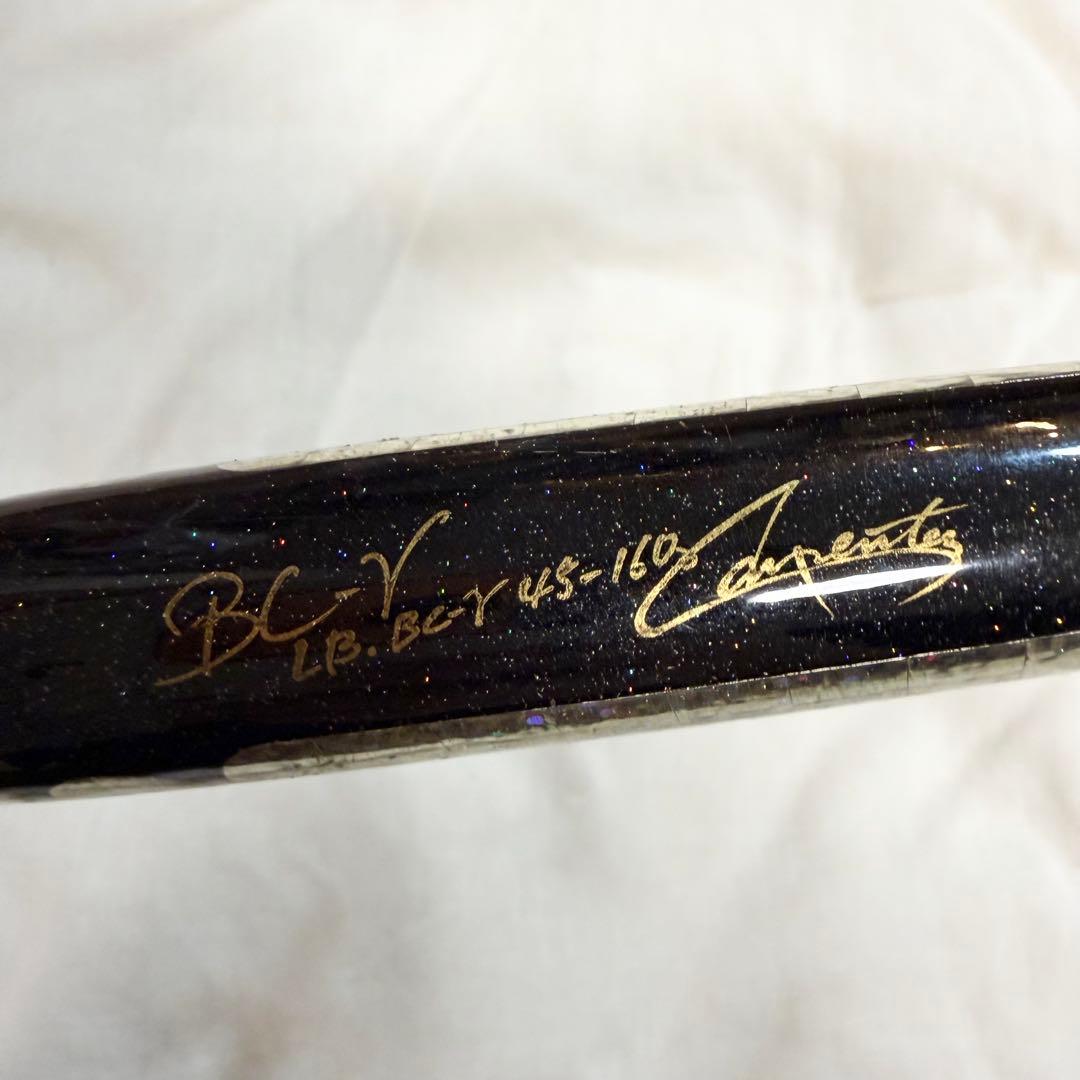 BC-γ
LB. BC-γ 45-160
Carpenter